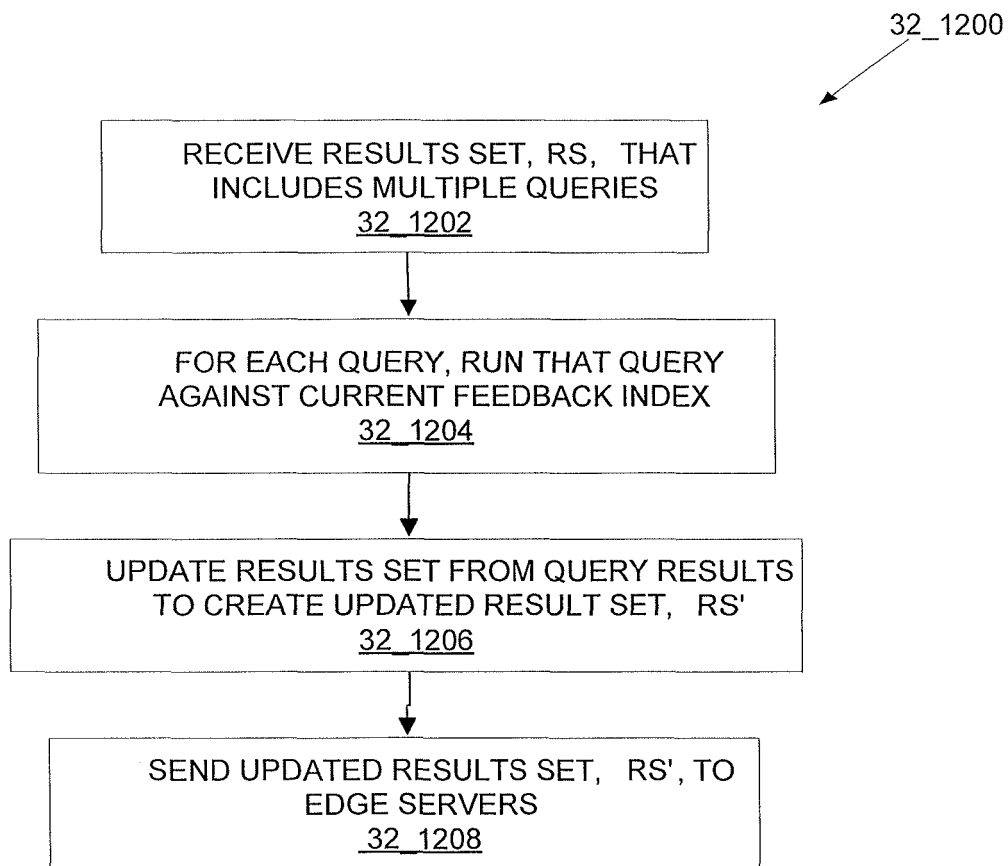 32_1200
RECEIVE RESULTS SET, RS, THAT
INCLUDES MULTIPLE QUERIES
32_1202
FOR EACH QUERY, RUN THAT QUERY
AGAINST CURRENT FEEDBACK INDEX
32_1204
UPDATE RESULTS SET FROM QUERY RESULTS
TO CREATE UPDATED RESULT SET, RS'
32_1206
SEND UPDATED RESULTS SET, RS', TO
EDGE SERVERS
32_1208